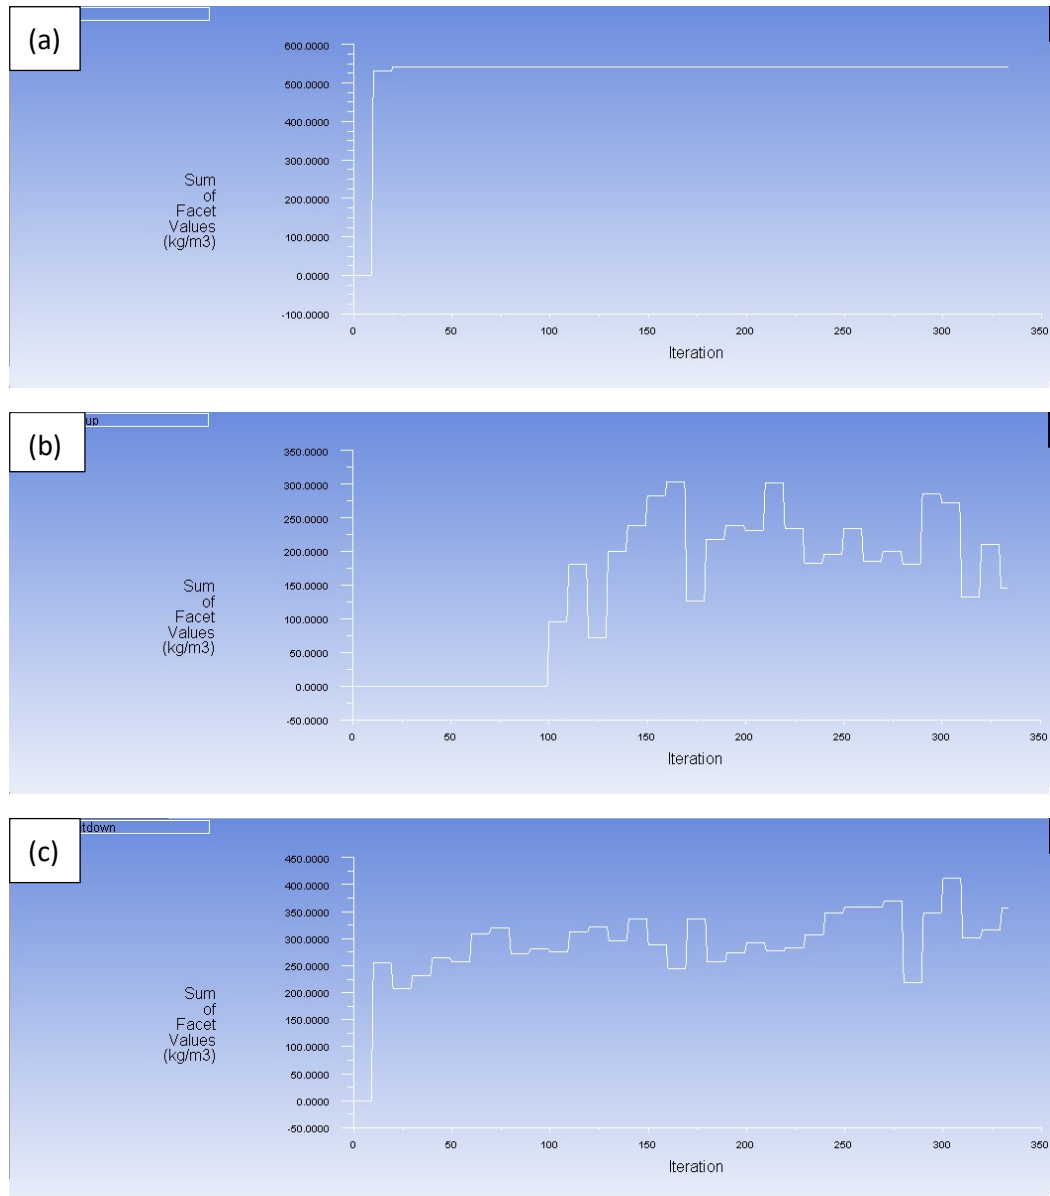 (a)
600.0000
500.0000
400.0000
300.0000
200.0000
100.0000
0.0000
-100.0000
Sum
of
Facet
Values
(kg/m3)
0 50 100 150 200 250 300 350
Iteration
(b)
up
350.0000
300.0000
250.0000
200.0000
150.0000
100.0000
50.0000
0.0000
-50.0000
Sum
of
Facet
Values
(kg/m3)
0 50 100 150 200 250 300 350
Iteration
(c)
tdown
450.0000
400.0000
350.0000
300.0000
250.0000
200.0000
150.0000
100.0000
50.0000
0.0000
-50.0000
Sum
of
Facet
Values
(kg/m3)
0 50 100 150 200 250 300 350
Iteration